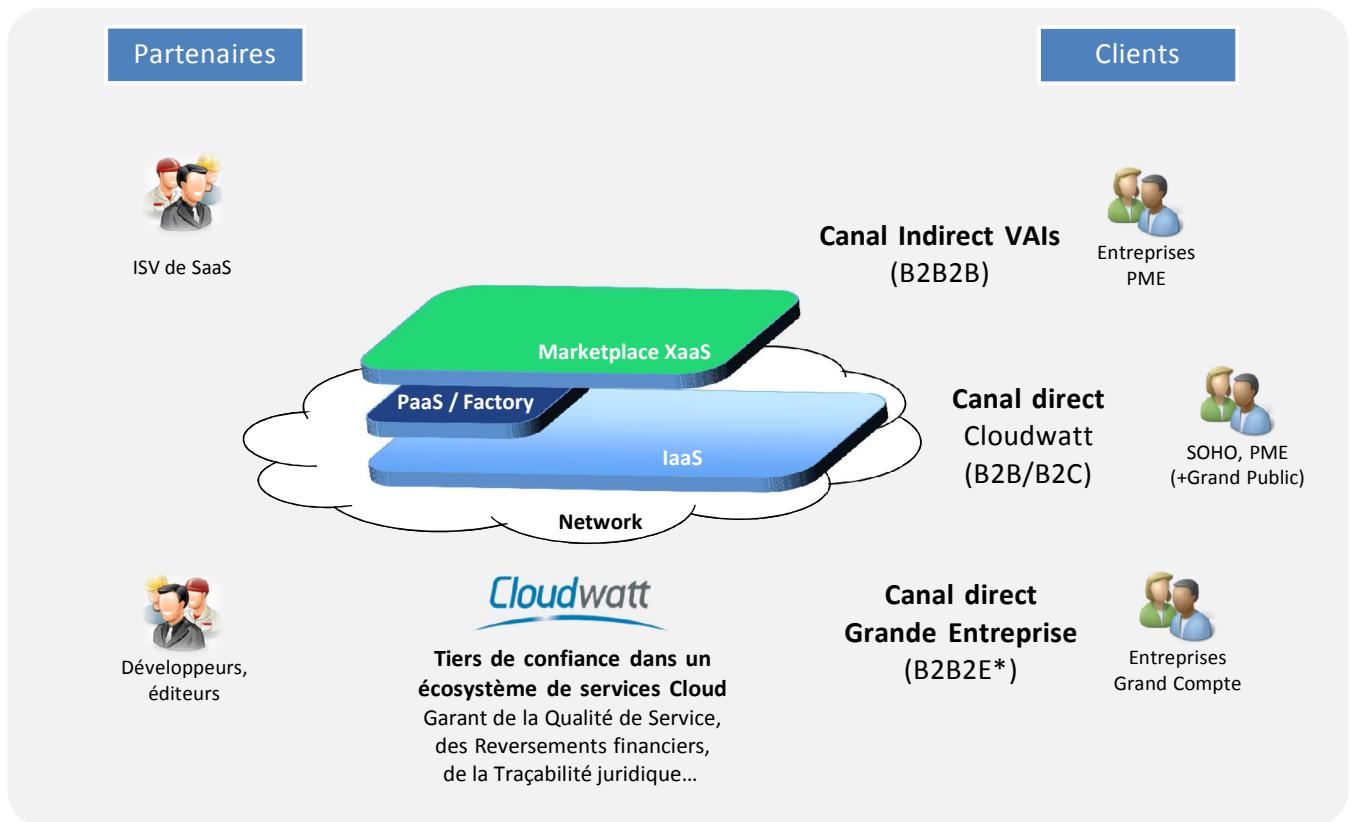 Partenaires
Clients
ISV de SaaS
Canal Indirect VAIs
(B2B2B)
Entreprises
PME
Marketplace XaaS
PaaS / Factory
IaaS
Network
Canal direct
Cloudwatt
(B2B/B2C)
SOHO, PME
(+Grand Public)
Développeurs,
éditeurs
Cloudwatt
Tiers de confiance dans un
écosystème de services Cloud
Garant de la Qualité de Service,
des Reversements financiers,
de la Traçabilité juridique…
Canal direct
Grande Entreprise
(B2B2E*)
Entreprises
Grand Compte